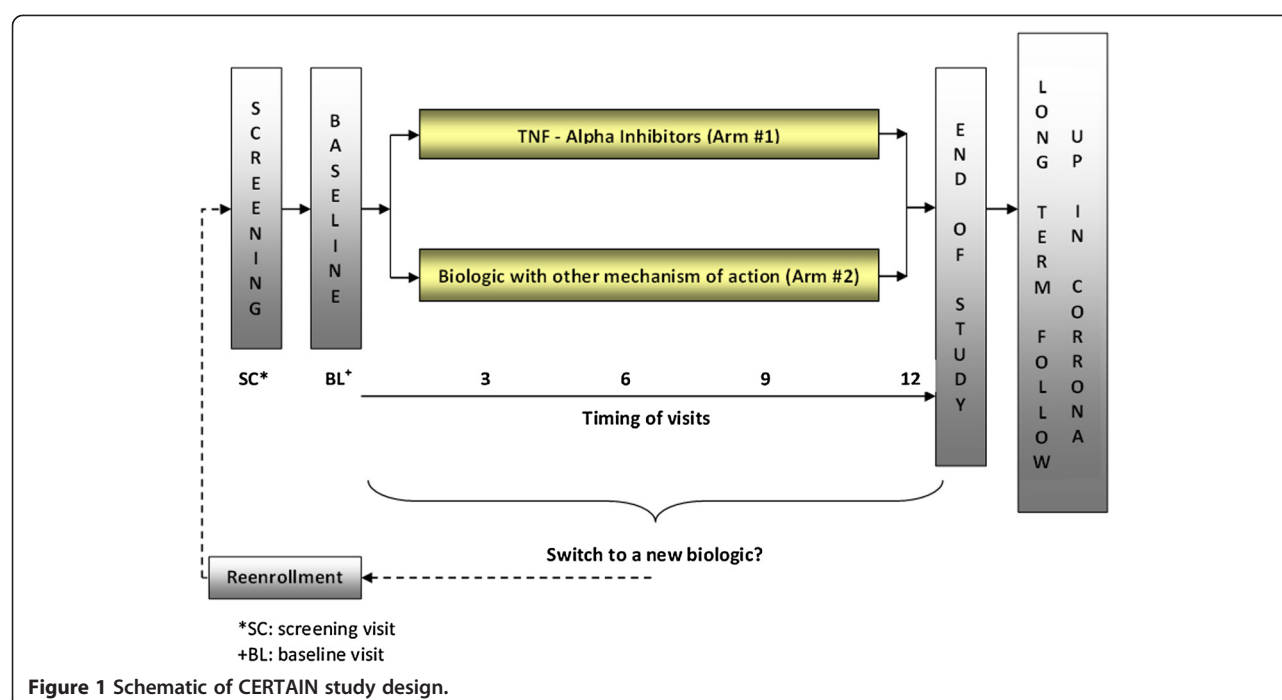 SCREENING
BASELINE
TNF - Alpha Inhibitors (Arm #1)
Biologic with other mechanism of action (Arm #2)
END OF STUDY
LONG TERM FOLLOW
UP IN CORRONA
SC*
BL+
3 6 9 12
Timing of visits
Switch to a new biologic?
Reenrollment
*SC: screening visit
+BL: baseline visit
Figure 1 Schematic of CERTAIN study design.